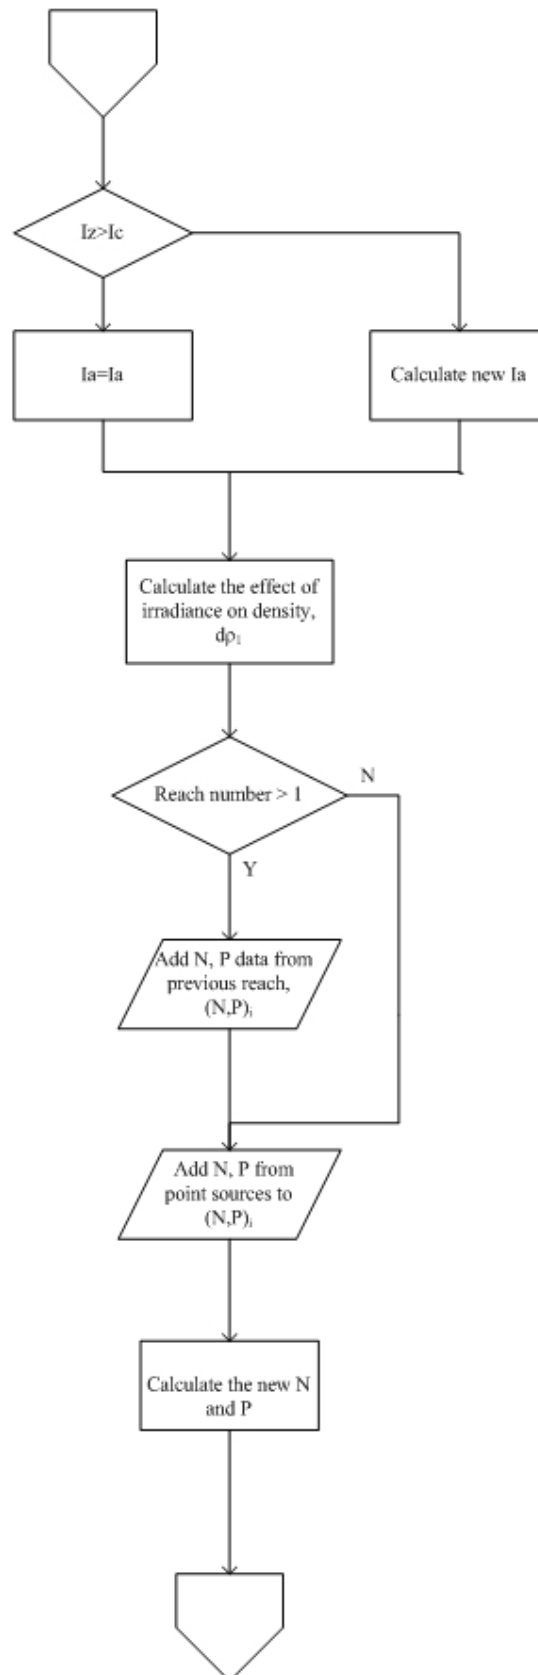 Iz>Ic
Ia=Ia
Calculate new Ia
Calculate the effect of
irradiance on density,
dρ₁
Reach number > 1
N
Y
Add N, P data from
previous reach,
(N,P)ᵢ
Add N, P from
point sources to
(N,P)ᵢ
Calculate the new N
and P